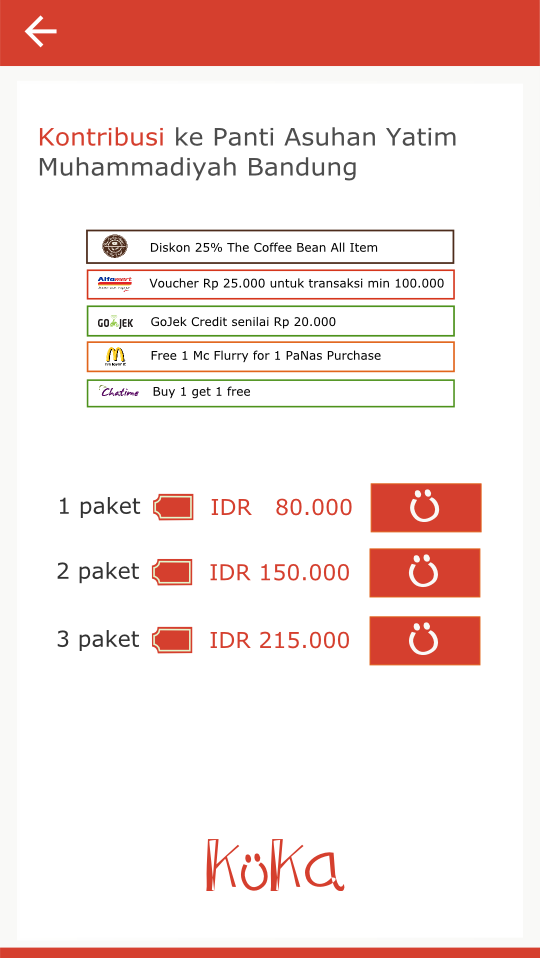 Kontribusi ke Panti Asuhan Yatim
Muhammadiyah Bandung
Diskon 25% The Coffee Bean All Item
Alfamart
Voucher Rp 25.000 untuk transaksi min 100.000
GOJEK
GoJek Credit senilai Rp 20.000
i'm lovin' it
Free 1 Mc Flurry for 1 PaNas Purchase
Chatime
Buy 1 get 1 free
1 paket IDR 80.000
2 paket IDR 150.000
3 paket IDR 215.000
KüKa